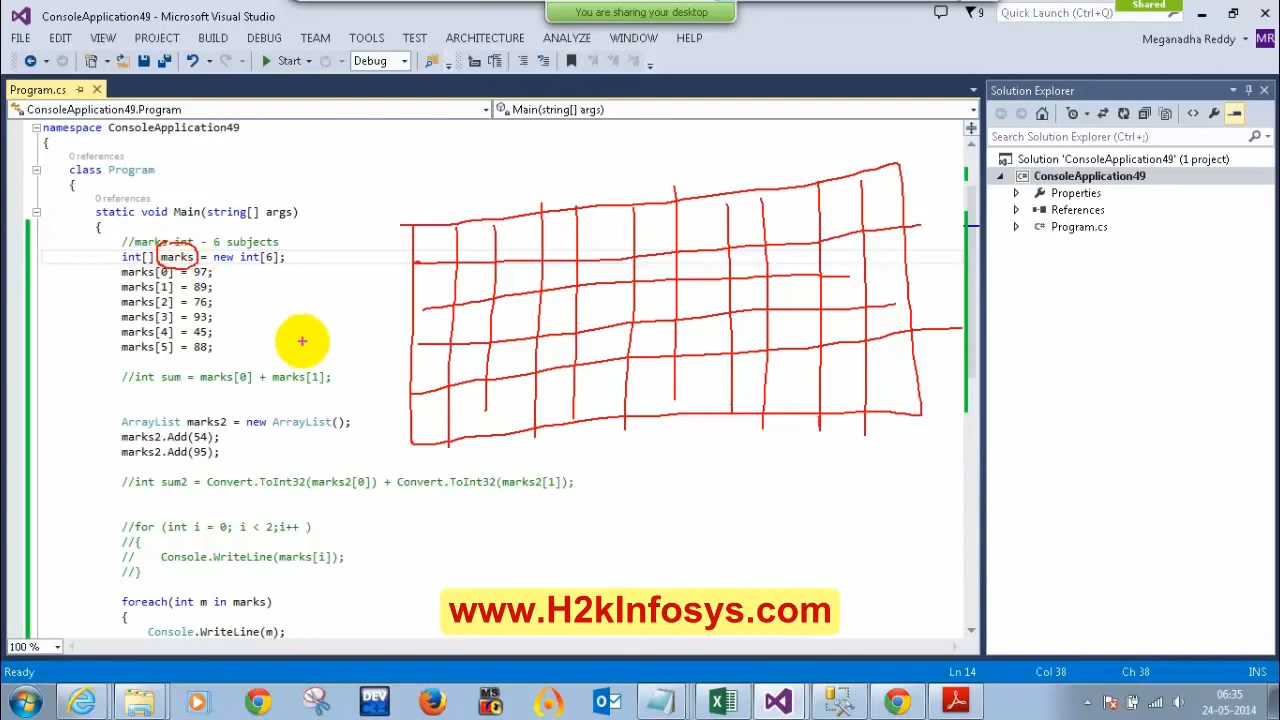 ConsoleApplication49 - Microsoft Visual Studio
You are sharing your desktop
Shared
9
Quick Launch (Ctrl+Q)
FILE EDIT VIEW PROJECT BUILD DEBUG TEAM TOOLS TEST ARCHITECTURE ANALYZE WINDOW HELP
Meganadha Reddy
MR
Start
Debug
Program.cs
ConsoleApplication49.Program
Main(string[] args)
namespace ConsoleApplication49
{
0 references
class Program
{
0 references
static void Main(string[] args)
{
//marks int - 6 subjects
int[] marks = new int[6];
marks[0] = 97;
marks[1] = 89;
marks[2] = 76;
marks[3] = 93;
marks[4] = 45;
marks[5] = 88;
//int sum = marks[0] + marks[1];
ArrayList marks2 = new ArrayList();
marks2.Add(54);
marks2.Add(95);
//int sum2 = Convert.ToInt32(marks2[0]) + Convert.ToInt32(marks2[1]);
//for (int i = 0; i < 2;i++ )
//{
//    Console.WriteLine(marks[i]);
//}
foreach(int m in marks)
{
Console.WriteLine(m);
100 %
Solution Explorer
Search Solution Explorer (Ctrl+;)
Solution 'ConsoleApplication49' (1 project)
ConsoleApplication49
Properties
References
Program.cs
www.H2kInfosys.com
Ready
Ln 14
Col 38
Ch 38
INS
DEV
MS
06:35
24-05-2014